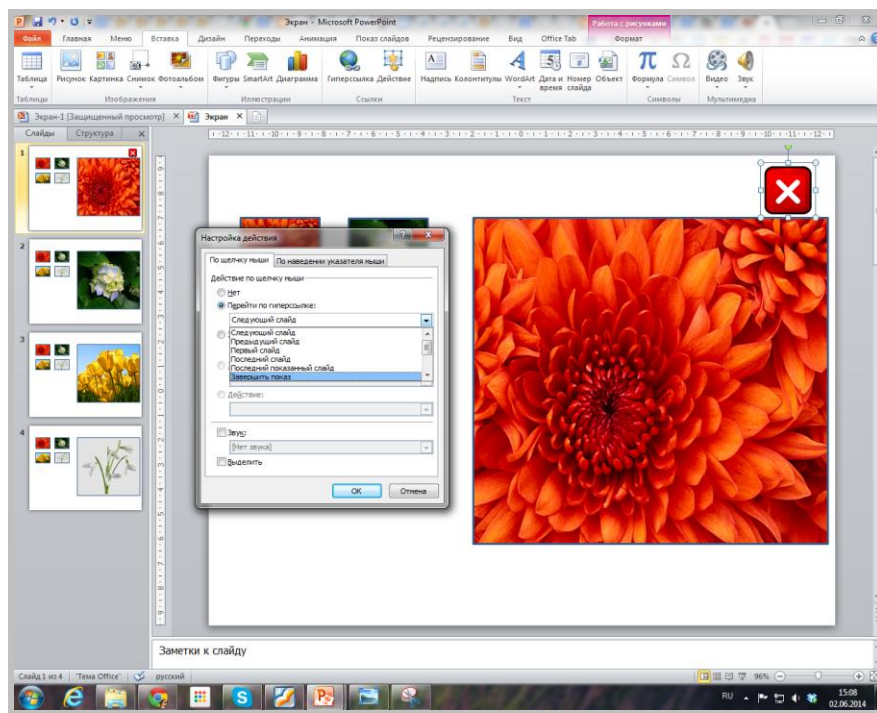 Экран - Microsoft PowerPoint
Работа с рисунками
Файл Главная Меню Вставка Дизайн Переходы Анимация Показ слайдов Рецензирование Вид Office Tab Формат
Таблица Рисунок Картинка Снимок Фотоальбом Фигуры SmartArt Диаграмма Гиперссылка Действие Надпись Колонтитулы WordArt Дата и время Номер слайда Объект Формула Символ Видео Звук
Таблицы Изображения Иллюстрации Ссылки Текст Символы Мультимедиа
Экран-1 [Защищенный просмотр] Экран
Слайды Структура
1
2
3
4
Настройка действия
По щелчку мыши По наведении указателя мыши
Действие по щелчку мыши
Нет
Перейти по гиперссылке:
Следующий слайд
Следующий слайд
Предыдущий слайд
Первый слайд
Последний слайд
Последний показанный слайд
Завершить показ
Действие:
Звук:
[Нет звука]
Выделить
ОК Отмена
Заметки к слайду
Слайд 1 из 4 "Тема Office" русский 96%
RU 15:08
02.06.2014